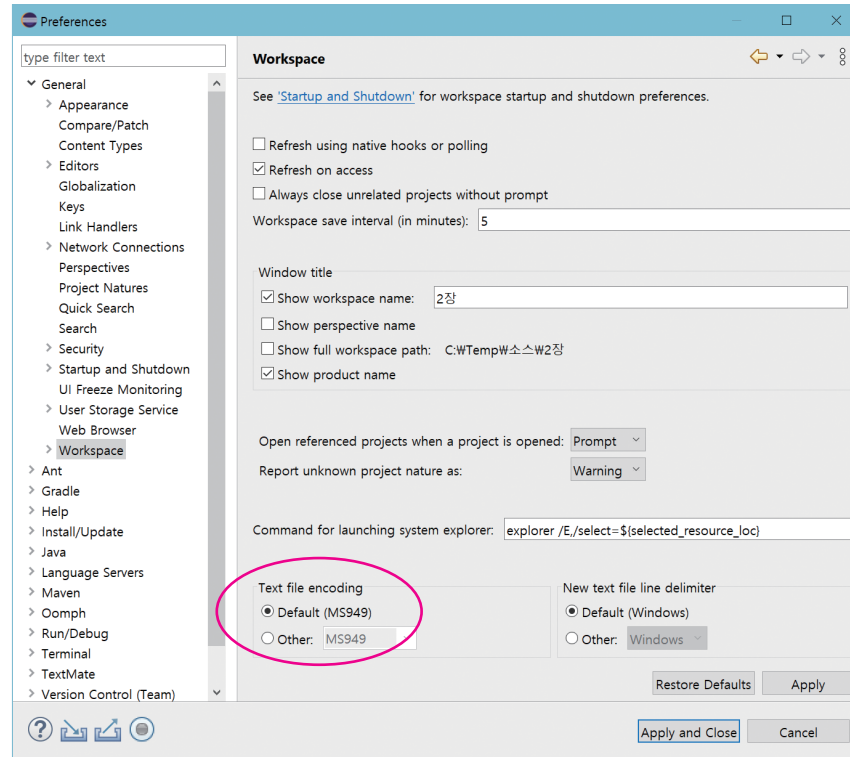 Preferences
type filter text
General
Appearance
Compare/Patch
Content Types
Editors
Globalization
Keys
Link Handlers
Network Connections
Perspectives
Project Natures
Quick Search
Search
Security
Startup and Shutdown
UI Freeze Monitoring
User Storage Service
Web Browser
Workspace
Ant
Gradle
Help
Install/Update
Java
Language Servers
Maven
Oomph
Run/Debug
Terminal
TextMate
Version Control (Team)
Workspace
See 'Startup and Shutdown' for workspace startup and shutdown preferences.
Refresh using native hooks or polling
Refresh on access
Always close unrelated projects without prompt
Workspace save interval (in minutes): 5
Window title
Show workspace name: 2장
Show perspective name
Show full workspace path: C:₩Temp₩소스₩2장
Show product name
Open referenced projects when a project is opened: Prompt
Report unknown project nature as: Warning
Command for launching system explorer: explorer /E,/select=${selected_resource_loc}
Text file encoding
Default (MS949)
Other: MS949
New text file line delimiter
Default (Windows)
Other: Windows
Restore Defaults Apply
Apply and Close Cancel